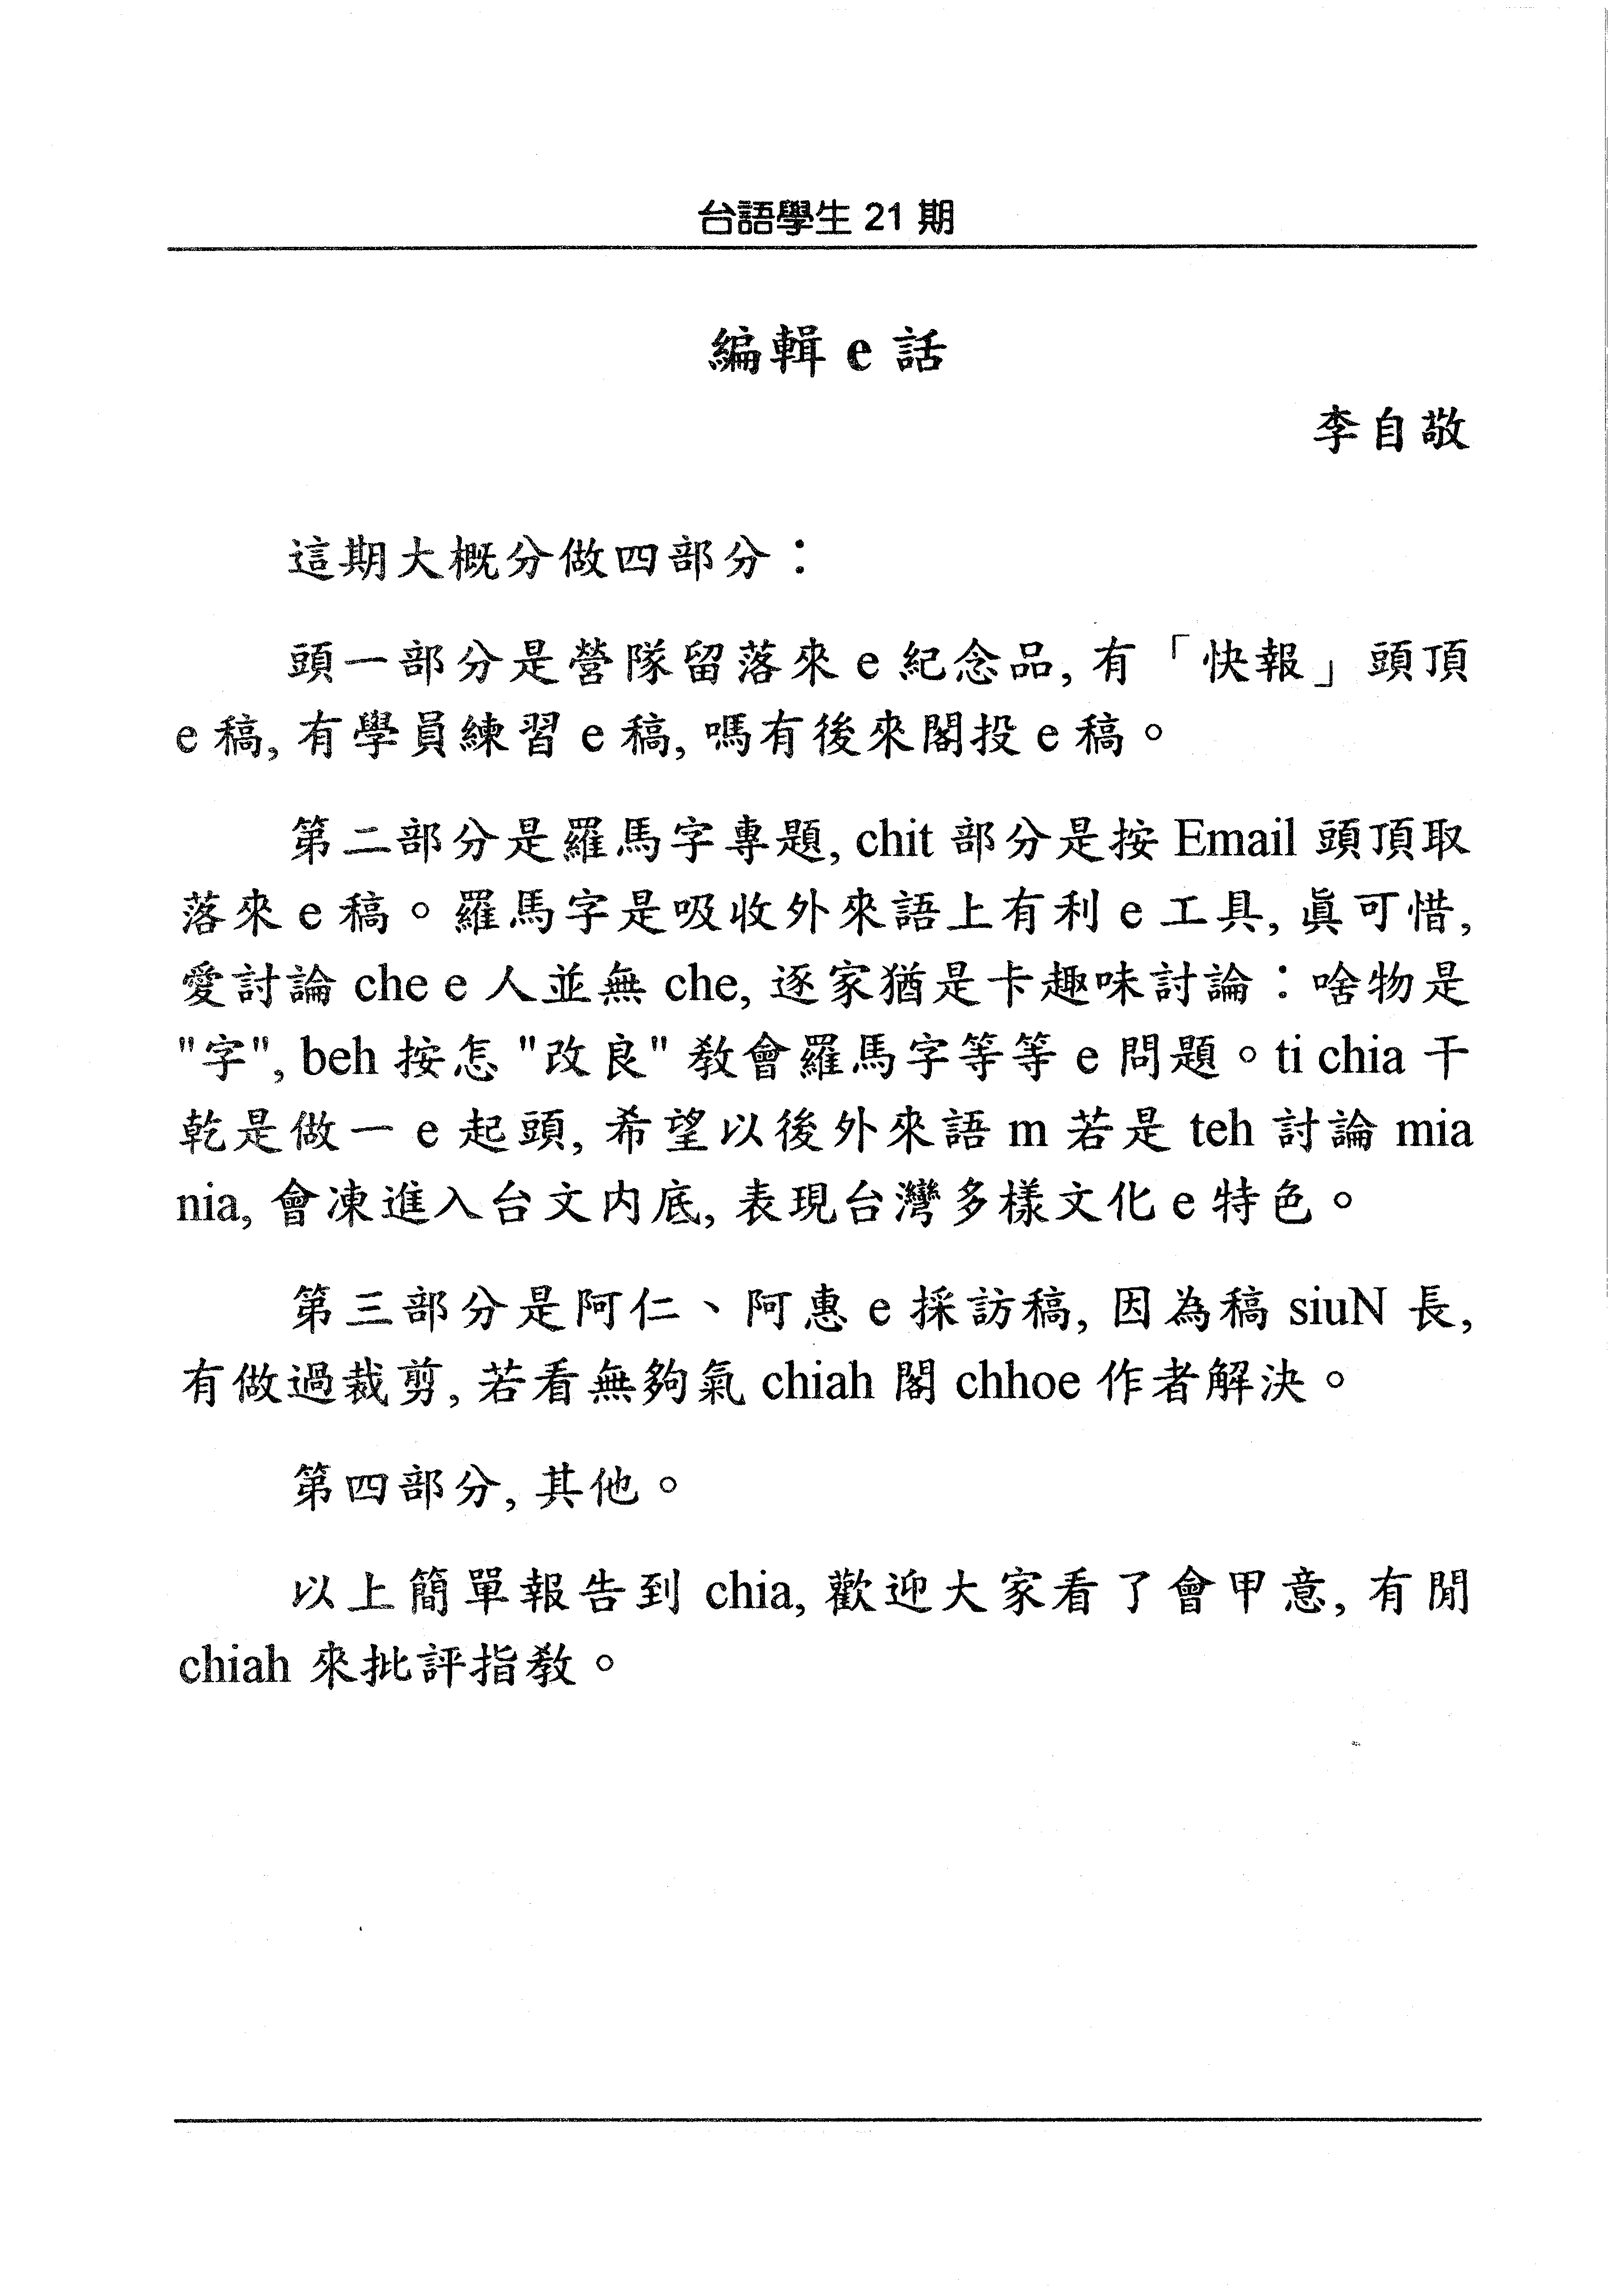 台語學生 21 期
編輯 e 話
李自敬
這期大概分做四部分：
頭一部分是營隊留落來 e 紀念品, 有「快報」頭頂
e 稿, 有學員練習 e 稿, 嗎有後來閣投 e 稿。
第二部分是羅馬字專題, chit 部分是按 Email 頭頂取
落來 e 稿。羅馬字是吸收外來語上有利 e 工具, 眞可惜,
愛討論 che e 人並無 che, 逐家猶是卡趣味討論：啥物是
"字", beh 按怎 "改良" 教會羅馬字等等 e 問題。ti chia 干
乾是做一 e 起頭, 希望以後外來語 m 若是 teh 討論 mia
nia, 會凍進入台文內底, 表現台灣多樣文化 e 特色。
第三部分是阿仁、阿惠 e 採訪稿, 因為稿 siuN 長,
有做過裁剪, 若看無夠氣 chiah 閣 chhoe 作者解決。
第四部分, 其他。
以上簡單報告到 chia, 歡迎大家看了會甲意, 有閒
chiah 來批評指教。